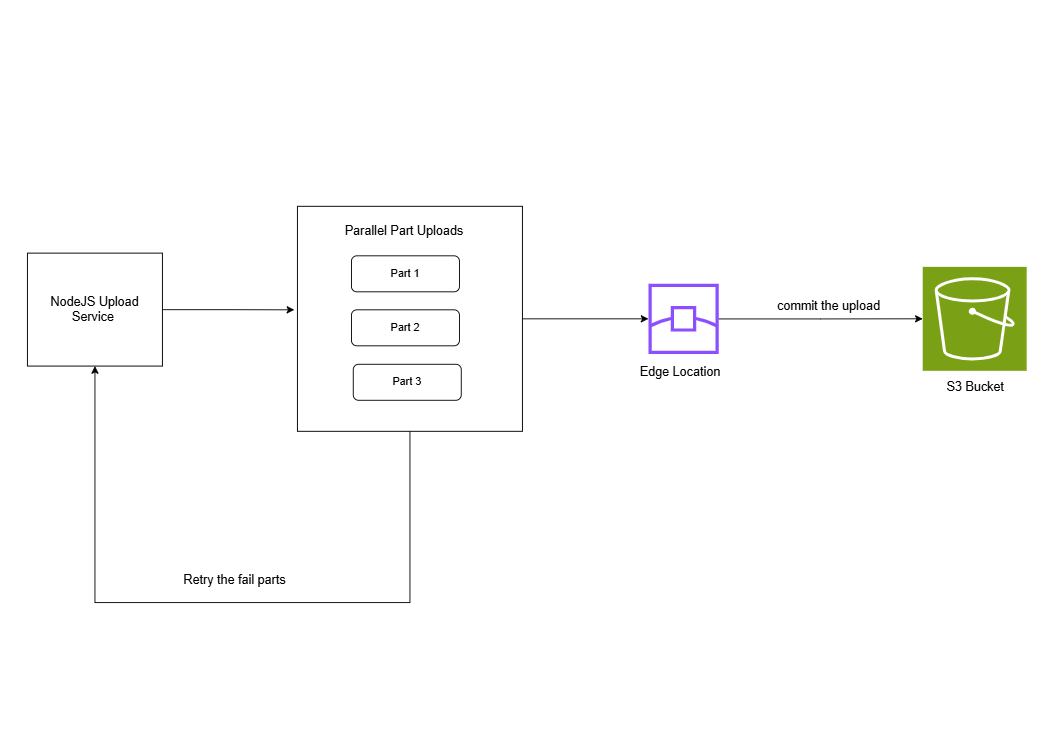 Parallel Part Uploads
NodeJS Upload
Service
Part 1
Part 2
Part 3
commit the upload
Edge Location
S3 Bucket
Retry the fail parts